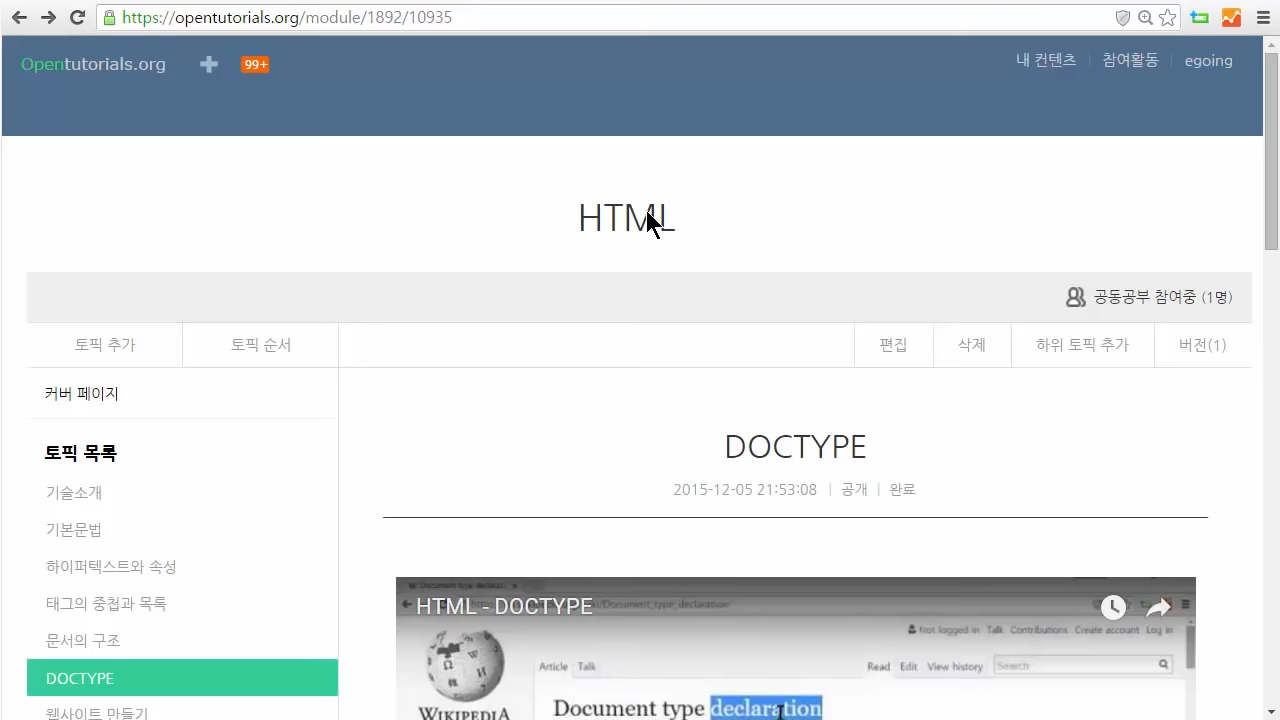 https://opentutorials.org/module/1892/10935
Opentutorials.org 99+ 내 컨텐츠 참여활동 egoing
HTML
공동공부 참여중 (1명)
토픽 추가 토픽 순서 편집 삭제 하위 토픽 추가 버전(1)
커버 페이지
토픽 목록
기술소개
기본문법
하이퍼텍스트와 속성
태그의 중첩과 목록
문서의 구조
DOCTYPE
웹사이트 만들기
DOCTYPE
2015-12-05 21:53:08 | 공개 | 완료
HTML - DOCTYPE
Not logged in Talk Contributions Create account Log in
Article Talk Read Edit View history Search
Document type declaration
WIKIPEDIA